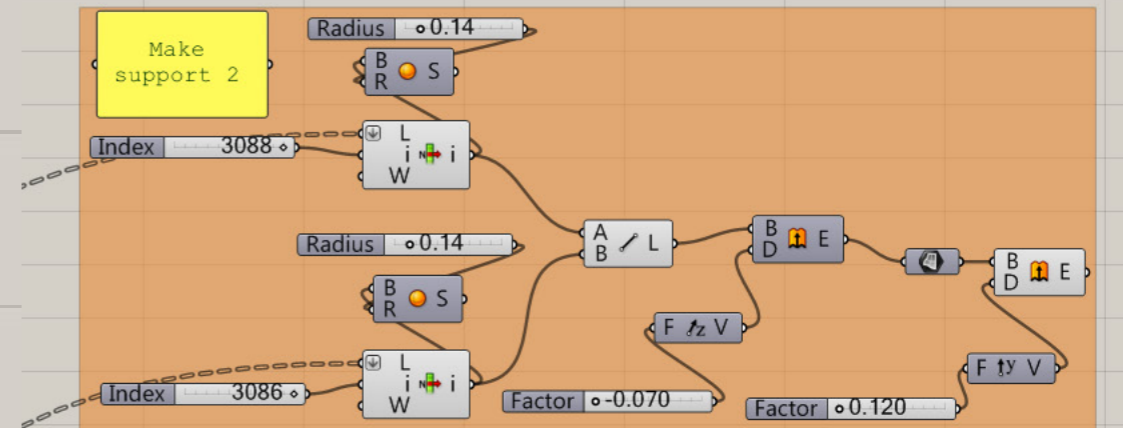 Make
support 2
Radius 0.14
B
R
S
Index 3088
L
i
W
N
i
Radius 0.14
B
R
S
A
B
L
B
D
E
B
D
E
F z V
Index 3086
L
i
W
N
i
Factor -0.070
F y V
Factor 0.120